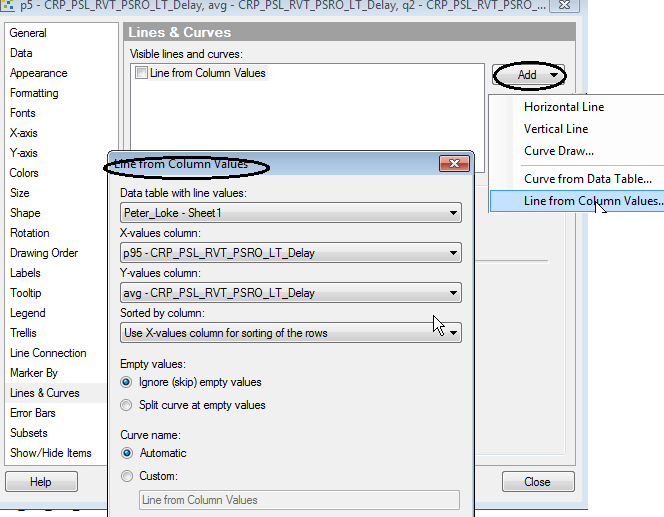 p5 - CRP_PSL_RVT_PSRO_LT_Delay, avg - CRP_PSL_RVT_PSRO_LT_Delay, q2 - CRP_PSL_RVT_PSRO_...
General
Data
Appearance
Formatting
Fonts
X-axis
Y-axis
Colors
Size
Shape
Rotation
Drawing Order
Labels
Tooltip
Legend
Trellis
Line Connection
Marker By
Lines & Curves
Error Bars
Subsets
Show/Hide Items
Help
Lines & Curves
Visible lines and curves:
Line from Column Values
Add
Horizontal Line
Vertical Line
Curve Draw...
Curve from Data Table...
Line from Column Values...
Line from Column Values
Data table with line values:
Peter_Loke - Sheet1
X-values column:
p95 - CRP_PSL_RVT_PSRO_LT_Delay
Y-values column:
avg - CRP_PSL_RVT_PSRO_LT_Delay
Sorted by column:
Use X-values column for sorting of the rows
Empty values:
Ignore (skip) empty values
Split curve at empty values
Curve name:
Automatic
Custom:
Line from Column Values
Close